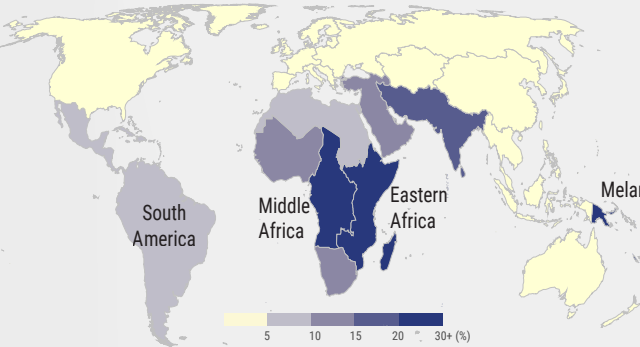 South
America
Middle
Africa
Eastern
Africa
Melar
5 10 15 20 30+ (%)